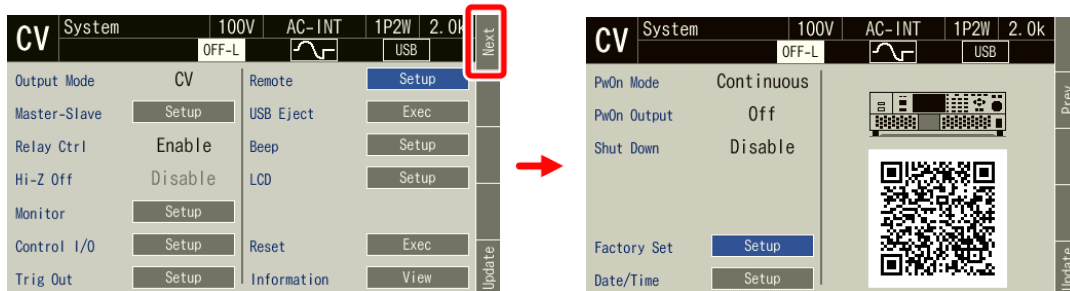 CV System 100V AC-INT 1P2W 2.0k Next
OFF-L USB
Output Mode CV Remote Setup
Master-Slave Setup USB Eject Exec
Relay Ctrl Enable Beep Setup
Hi-Z Off Disable LCD Setup
Monitor Setup
Control I/O Setup Reset Exec
Trig Out Setup Information View
Update
CV System 100V AC-INT 1P2W 2.0k
OFF-L USB
PwOn Mode Continuous
Prev
PwOn Output Off
Shut Down Disable
Factory Set Setup
Date/Time Setup
Update